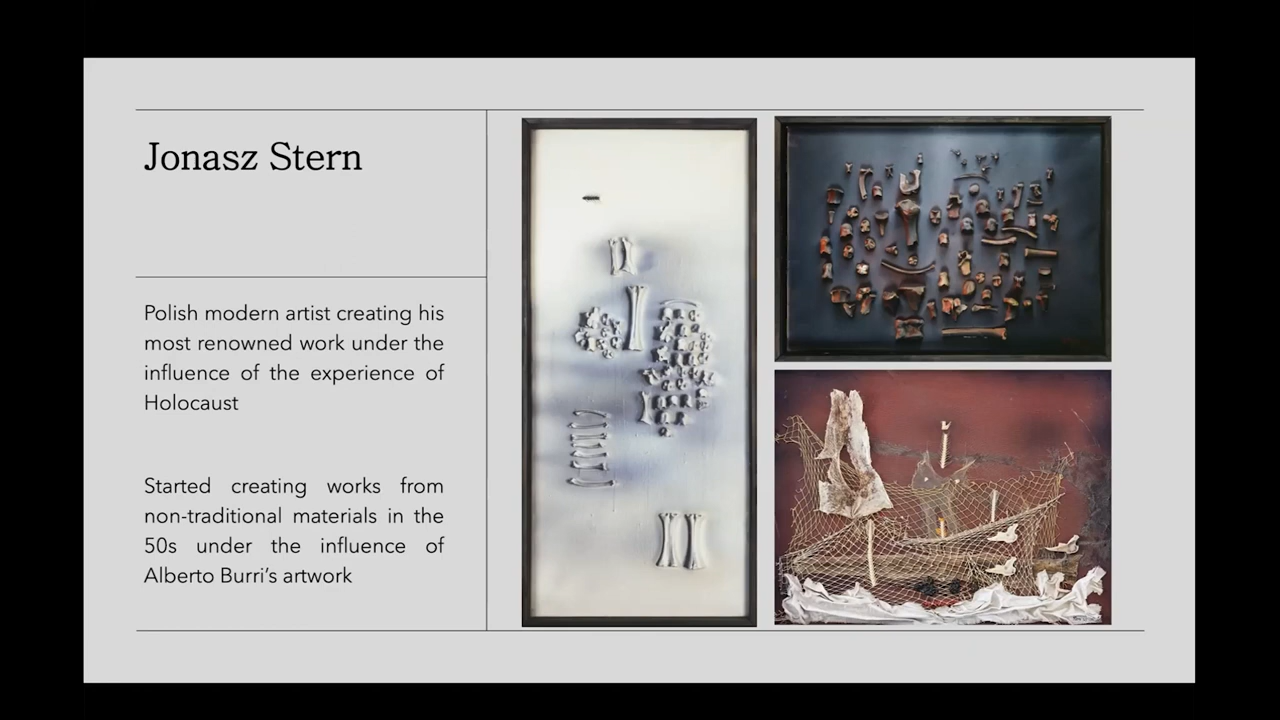 Jonasz Stern
Polish modern artist creating his
most renowned work under the
influence of the experience of
Holocaust
Started creating works from
non-traditional materials in the
50s under the influence of
Alberto Burri’s artwork